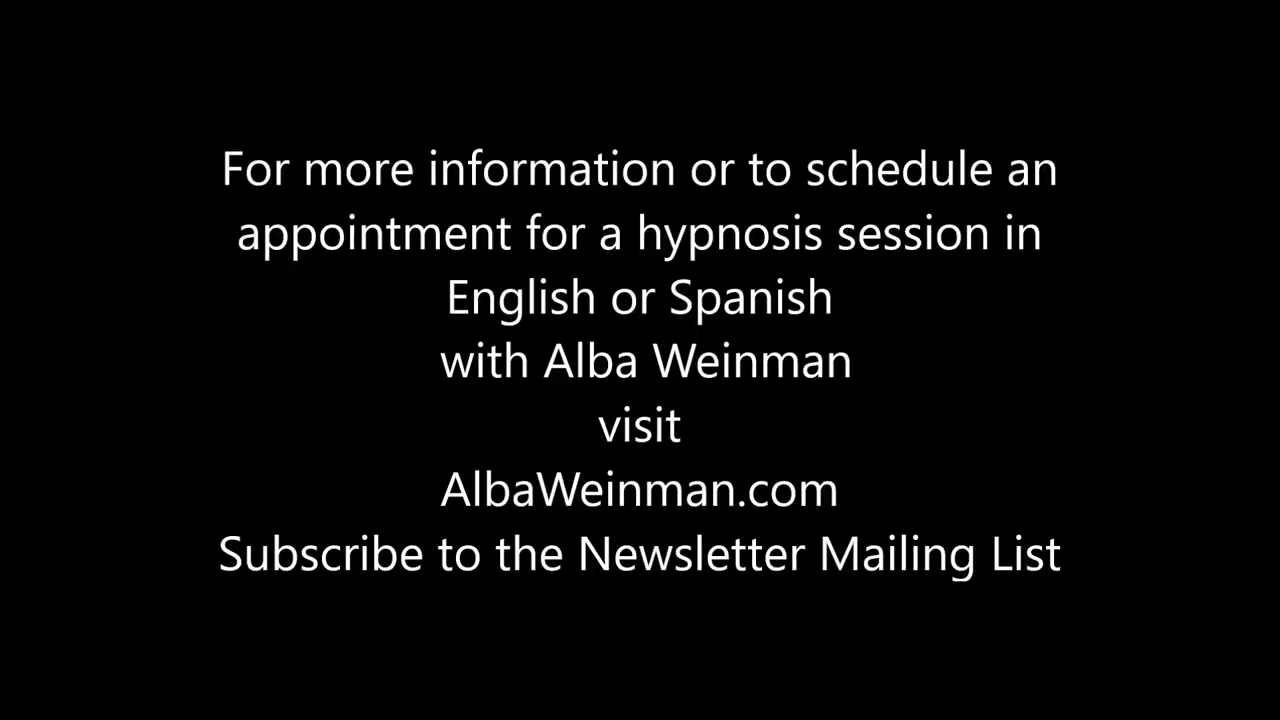 For more information or to schedule an
appointment for a hypnosis session in
English or Spanish
with Alba Weinman
visit
AlbaWeinman.com
Subscribe to the Newsletter Mailing List